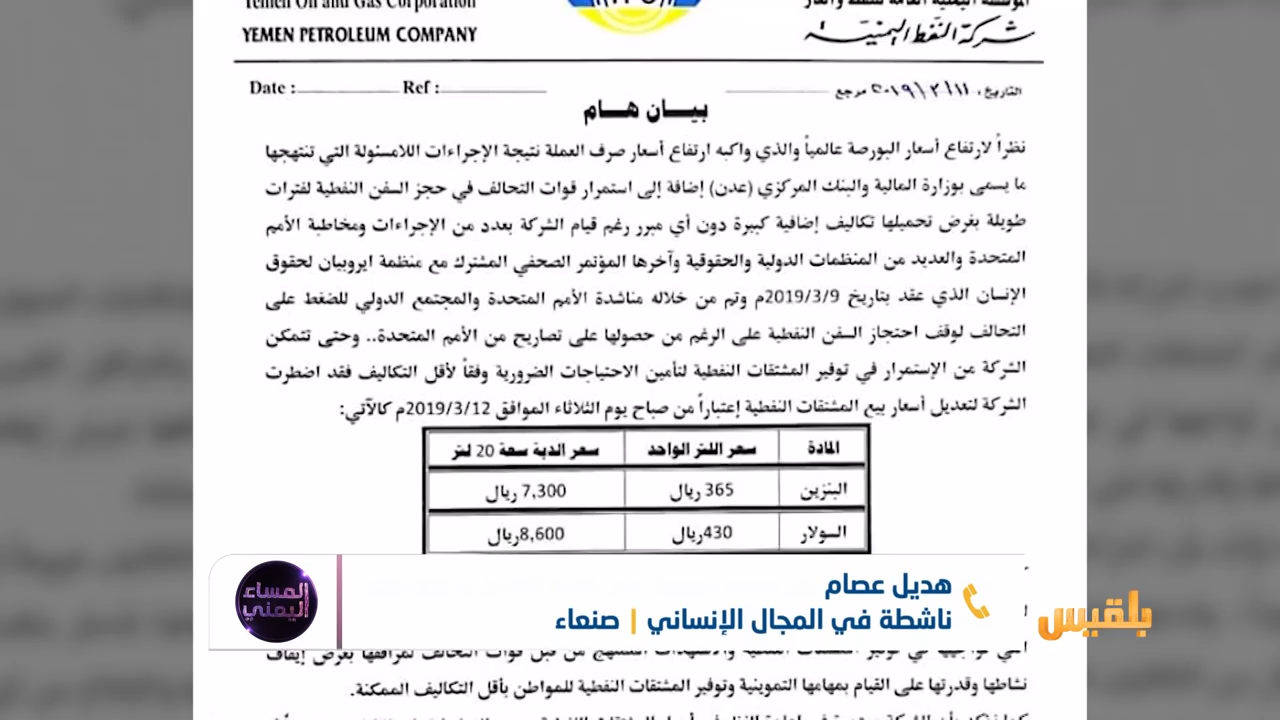 Yemen Oil and Gas Corporation
YEMEN PETROLEUM COMPANY
شركة النفط اليمنية
Date : Ref :
التاريخ: ٢٠١٩/٣/١١ مرجع
بيـــان هـــام
نظراً لارتفاع أسعار البورصة عالمياً والذي واكبه ارتفاع أسعار صرف العملة نتيجة الإجراءات اللامسئولة التي تنتهجها
ما يسمى بوزارة المالية والبنك المركزي (عدن) إضافة إلى استمرار قوات التحالف في حجز السفن النفطية لفترات
طويلة بغرض تحميلها تكاليف إضافية كبيرة دون أي مبرر رغم قيام الشركة بعدد من الإجراءات ومخاطبة الأمم
المتحدة والعديد من المنظمات الدولية والحقوقية وآخرها المؤتمر الصحفي المشترك مع منظمة ايروبيان لحقوق
الإنسان الذي عقد بتاريخ 2019/3/9م وتم من خلاله مناشدة الأمم المتحدة والمجتمع الدولي للضغط على
التحالف لوقف احتجاز السفن النفطية على الرغم من حصولها على تصاريح من الأمم المتحدة.. وحتى تتمكن
الشركة من الإستمرار في توفير المشتقات النفطية لتأمين الاحتياجات الضرورية وفقاً لأقل التكاليف فقد اضطرت
الشركة لتعديل أسعار بيع المشتقات النفطية إعتباراً من صباح يوم الثلاثاء الموافق 2019/3/12م كالآتي:
المادة سعر اللتر الواحد سعر الدبة سعة 20 لتر
البنزين 365 ريال 7,300 ريال
السولار 430ريال 8,600ريال
هديل عصام
ناشطة في المجال الإنساني | صنعاء
المساء اليمني
بلقيس
من قبل قوات التحالف لمرافقها بغرض إيقاف
نشاطها وقدرتها على القيام بمهامها التموينية وتوفير المشتقات النفطية للمواطن بأقل التكاليف الممكنة.